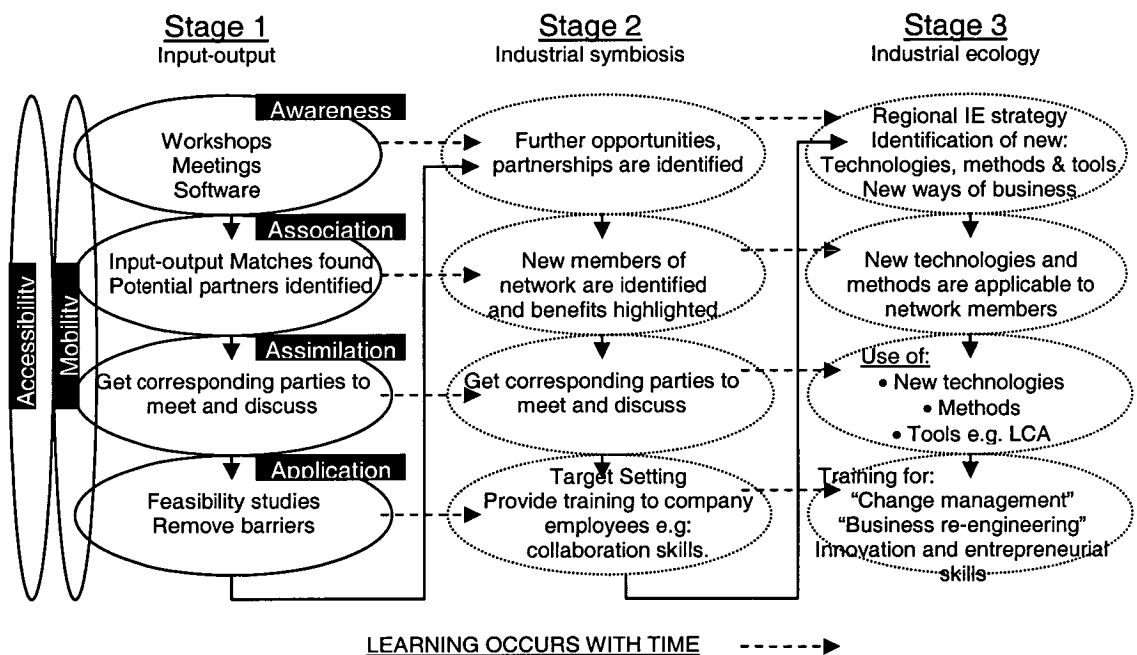 Stage 1
Input-output
Stage 2
Industrial symbiosis
Stage 3
Industrial ecology
Accessibility
Mobility
Awareness
Workshops
Meetings
Software
Further opportunities,
partnerships are identified
Regional IE strategy
Identification of new:
Technologies, methods & tools
New ways of business
Association
Input-output Matches found
Potential partners identified
New members of
network are identified
and benefits highlighted
New technologies and
methods are applicable to
network members
Assimilation
Get corresponding parties to
meet and discuss
Get corresponding parties to
meet and discuss
Use of:
• New technologies
• Methods
• Tools e.g. LCA
Application
Feasibility studies
Remove barriers
Target Setting
Provide training to company
employees e.g:
collaboration skills.
Training for:
“Change management”
“Business re-engineering”
Innovation and entrepreneurial
skills
LEARNING OCCURS WITH TIME